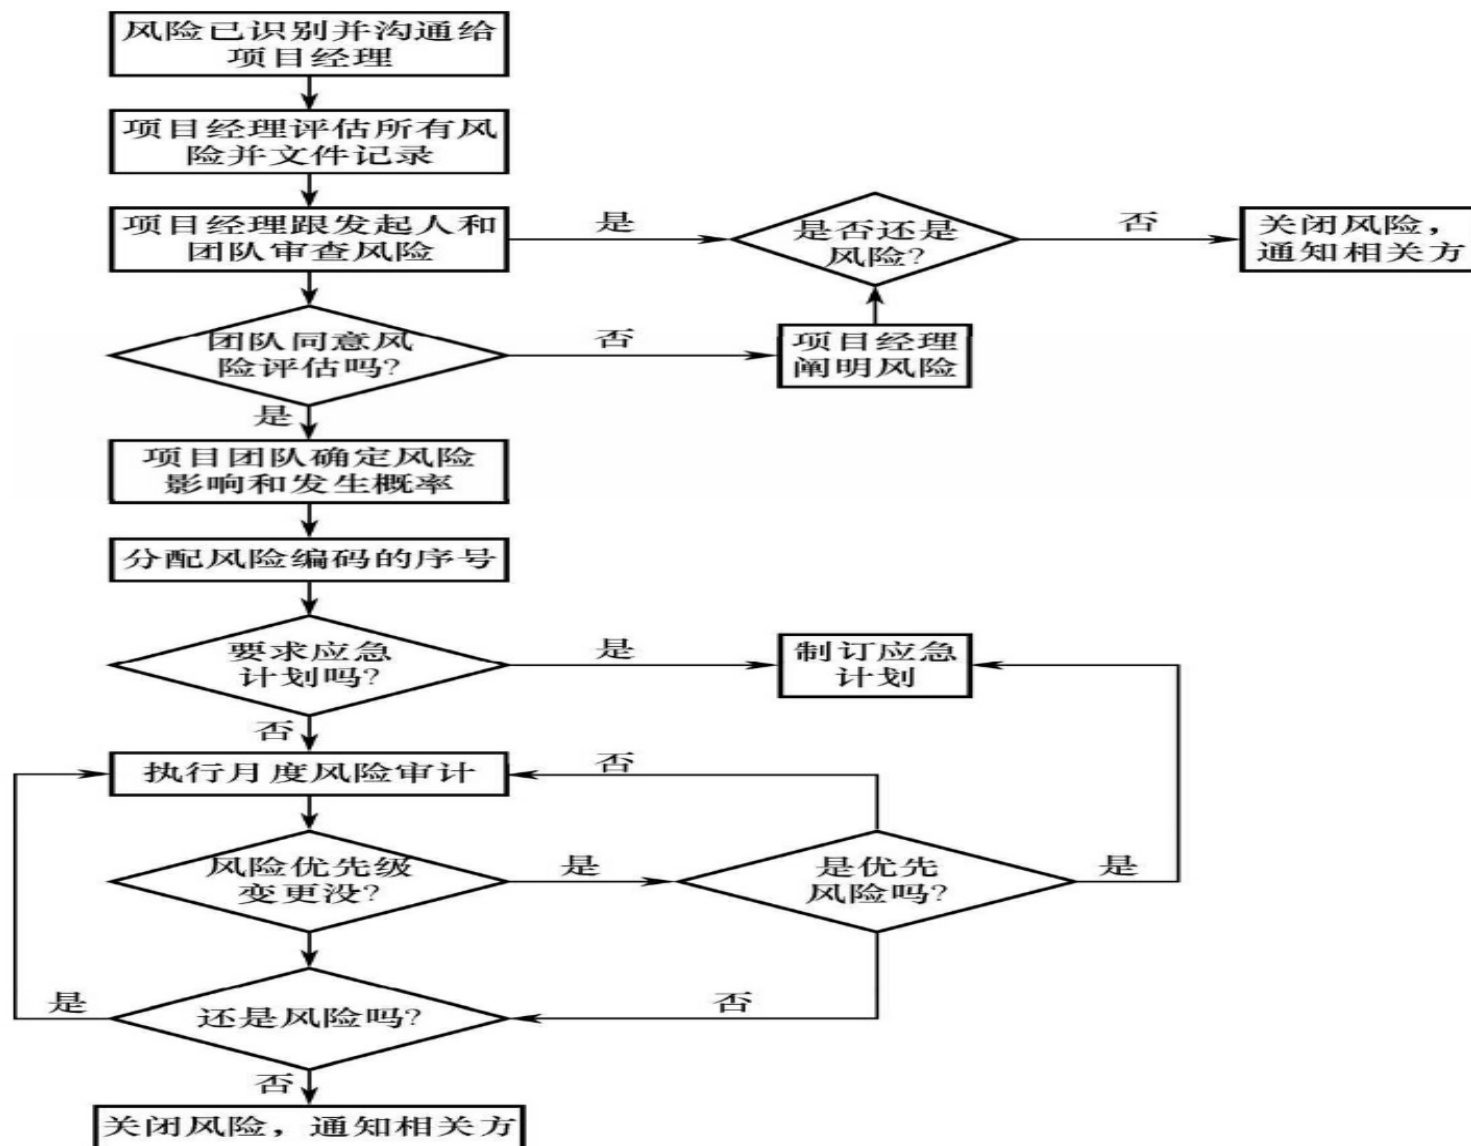 风险已识别并沟通给
项目经理
项目经理评估所有风
险并文件记录
项目经理跟发起人和
团队审查风险
是
是否还是
风险?
否
关闭风险，
通知相关方
团队同意风
险评估吗?
否
项目经理
阐明风险
是
项目团队确定风险
影响和发生概率
分配风险编码的序号
要求应急
计划吗?
是
制订应急
计划
否
执行月度风险审计
否
风险优先级
变更没?
是
是优先
风险吗?
是
还是风险吗?
是
否
否
关闭风险，通知相关方